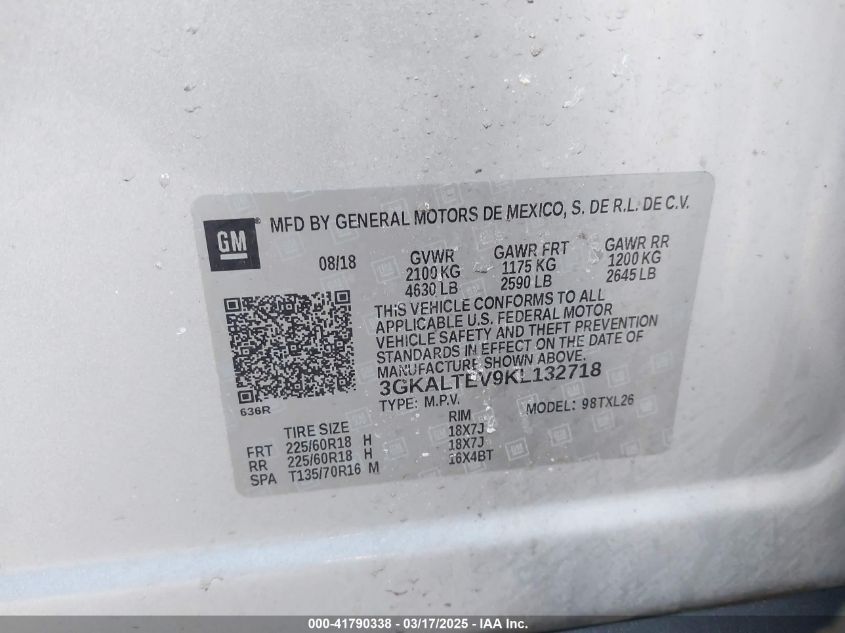 GM ® MFD BY GENERAL MOTORS DE MEXICO, S. DE R.L. DE C.V.
08/18
GVWR GAWR FRT GAWR RR
2100 KG 1175 KG 1200 KG
4630 LB 2590 LB 2645 LB
THIS VEHICLE CONFORMS TO ALL
APPLICABLE U.S. FEDERAL MOTOR
VEHICLE SAFETY AND THEFT PREVENTION
STANDARDS IN EFFECT ON THE DATE OF
MANUFACTURE SHOWN ABOVE.
3GKALTEV9KL132718
TYPE: M.P.V. MODEL: 98TXL26
636R
TIRE SIZE RIM
FRT 225/60R18 H 18X7J
RR 225/60R18 H 18X7J
SPA T135/70R16 M 16X4BT
000-41790338 - 03/17/2025 - IAA Inc.